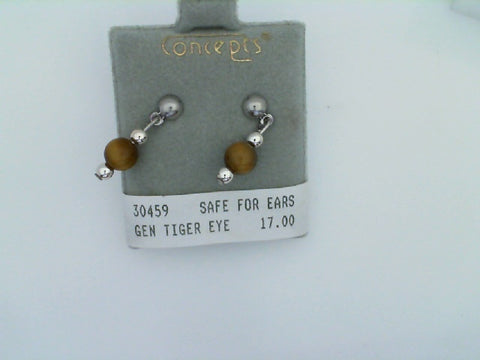 Concepts
30459 SAFE FOR EARS
GEN TIGER EYE 17.00